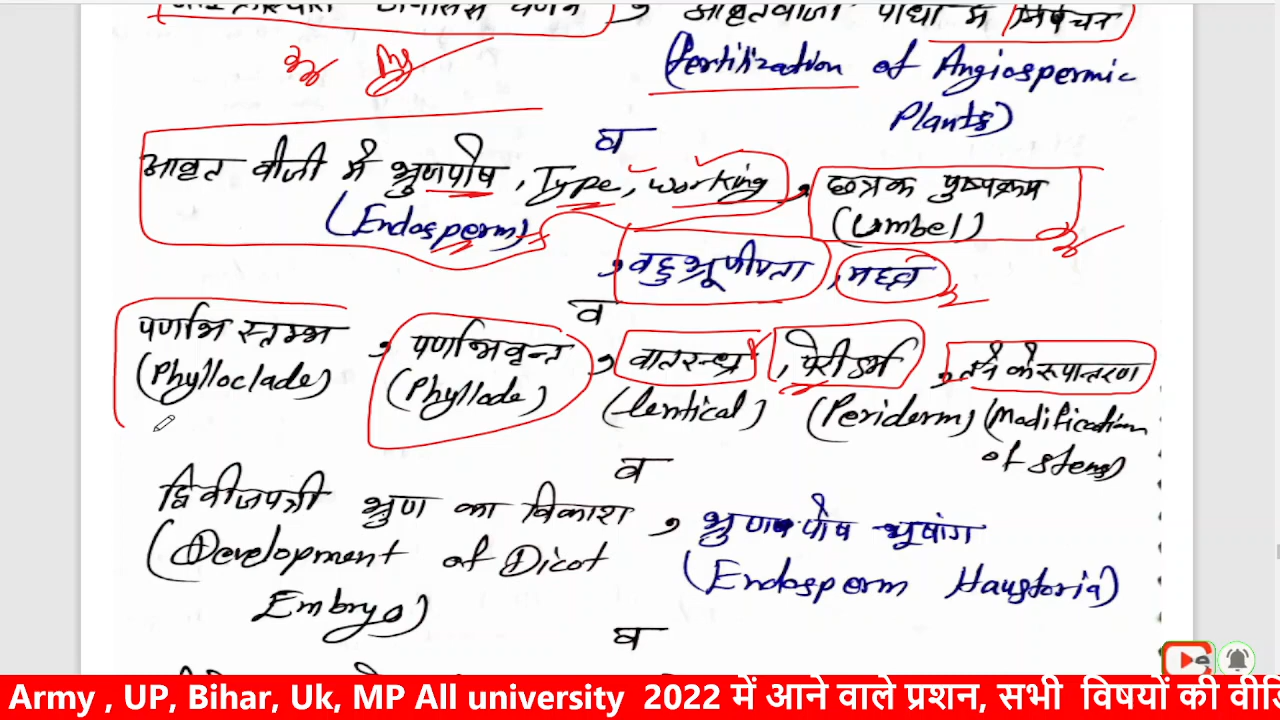 आवृतबीजी पौधों में निषेचन
(Fertilization of Angiospermic
Plants)
व
आवृत बीजी में भ्रुणपोष, Type, working, छत्रक पुष्पक्रम
(Endosperm) (Umbel)
, बहुभ्रूणीयता, महत्व
व
पर्णाभ स्तम्भ, पर्णाभवृन्त, वातरन्ध्र, पेरीडर्म, तने के रूपान्तरण
(Phylloclade) (Phyllode) (lentical) (Periderm) (Modification
of Stems)
व
द्विबीजपत्री भ्रुण का विकाश, भ्रुणपोष भ्रूषांग
(Development of Dicot (Endosperm Haustoria)
Embryo)
व
Army , UP, Bihar, Uk, MP All university 2022 में आने वाले प्रशन, सभी विषयों की